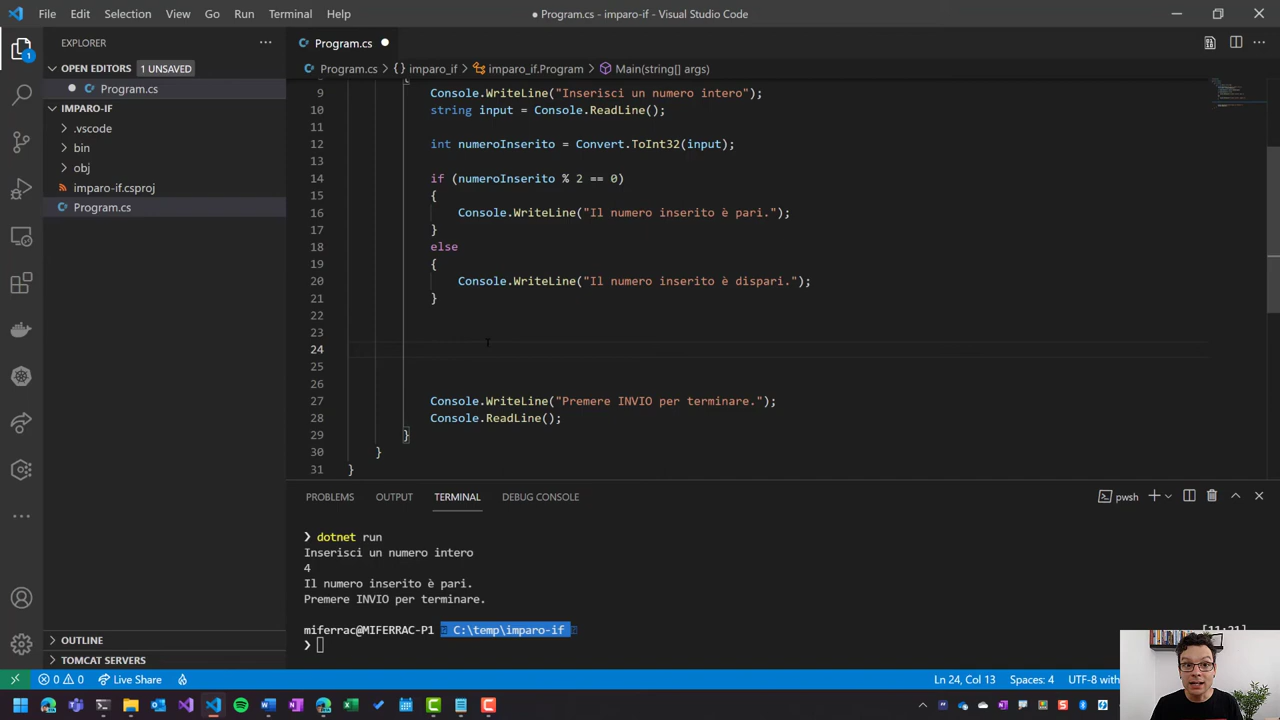 File Edit Selection View Go Run Terminal Help
● Program.cs - imparo-if - Visual Studio Code
EXPLORER
Program.cs
OPEN EDITORS 1 UNSAVED
Program.cs
IMPARO-IF
.vscode
bin
obj
imparo-if.csproj
Program.cs
OUTLINE
TOMCAT SERVERS
Program.cs > {} imparo_if > imparo_if.Program > Main(string[] args)
9 Console.WriteLine("Inserisci un numero intero");
10 string input = Console.ReadLine();
11
12 int numeroInserito = Convert.ToInt32(input);
13
14 if (numeroInserito % 2 == 0)
15 {
16 Console.WriteLine("Il numero inserito è pari.");
17 }
18 else
19 {
20 Console.WriteLine("Il numero inserito è dispari.");
21 }
22
23
24
25
26
27 Console.WriteLine("Premere INVIO per terminare.");
28 Console.ReadLine();
29 }
30 }
31 }
PROBLEMS OUTPUT TERMINAL DEBUG CONSOLE
pwsh
❯ dotnet run
Inserisci un numero intero
4
Il numero inserito è pari.
Premere INVIO per terminare.
miferrac@MIFERRAC-P1 C:\temp\imparo-if
❯
0 0 Live Share
Ln 24, Col 13 Spaces: 4 UTF-8 with